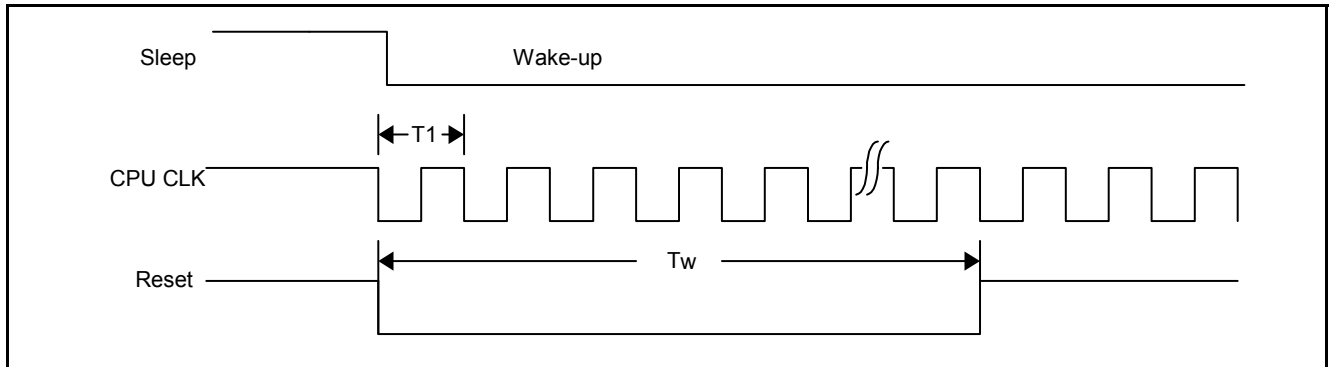 Sleep
Wake-up
T1
CPU CLK
Tw
Reset